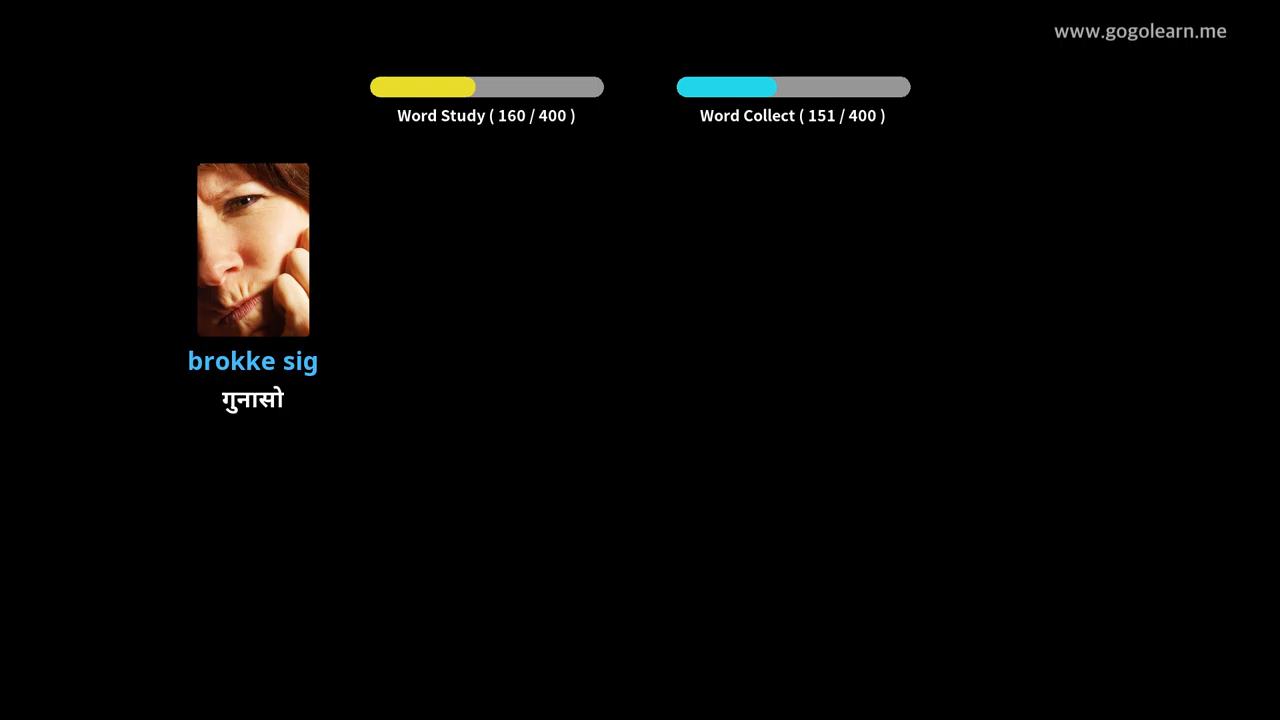 www.gogolearn.me
Word Study ( 160 / 400 )
Word Collect ( 151 / 400 )
brokke sig
गुनासो